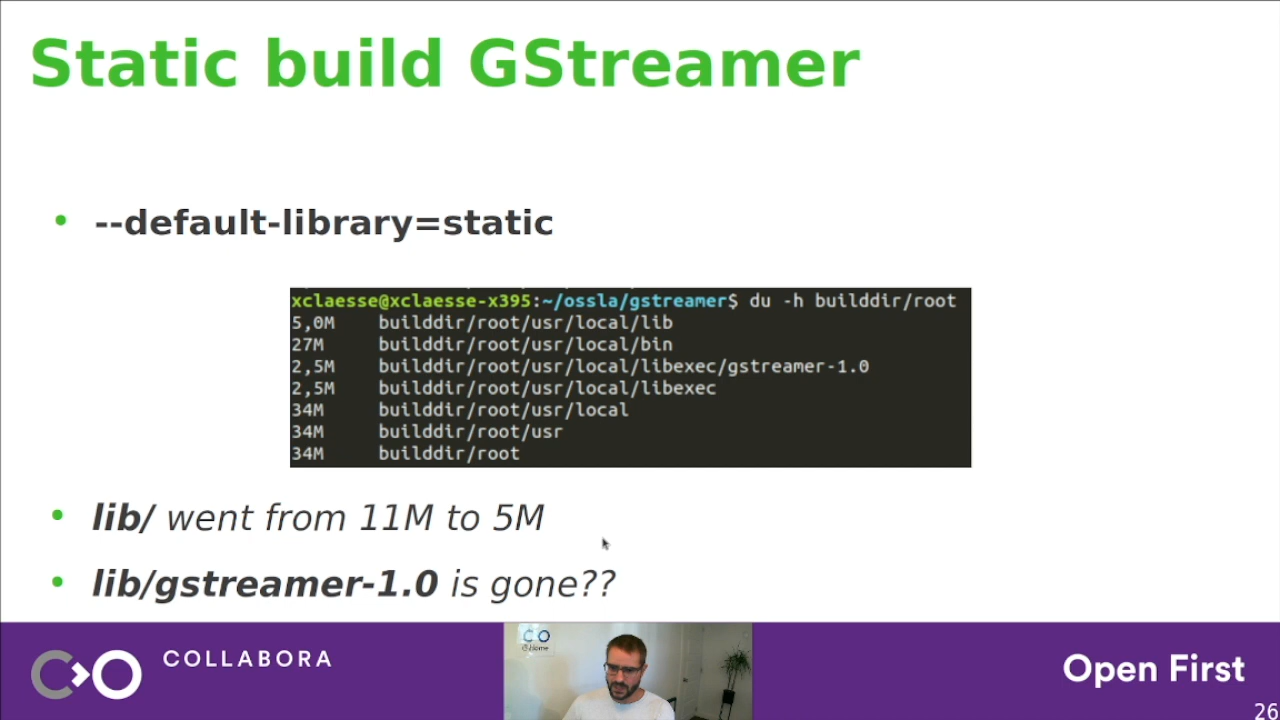 Static build GStreamer
--default-library=static
xclaesse@xclaesse-x395:~/ossla/gstreamer$ du -h builddir/root
5,0M builddir/root/usr/local/lib
27M builddir/root/usr/local/bin
2,5M builddir/root/usr/local/libexec/gstreamer-1.0
2,5M builddir/root/usr/local/libexec
34M builddir/root/usr/local
34M builddir/root/usr
34M builddir/root
lib/ went from 11M to 5M
lib/gstreamer-1.0 is gone??
COLLABORA
@Home
Open First
26